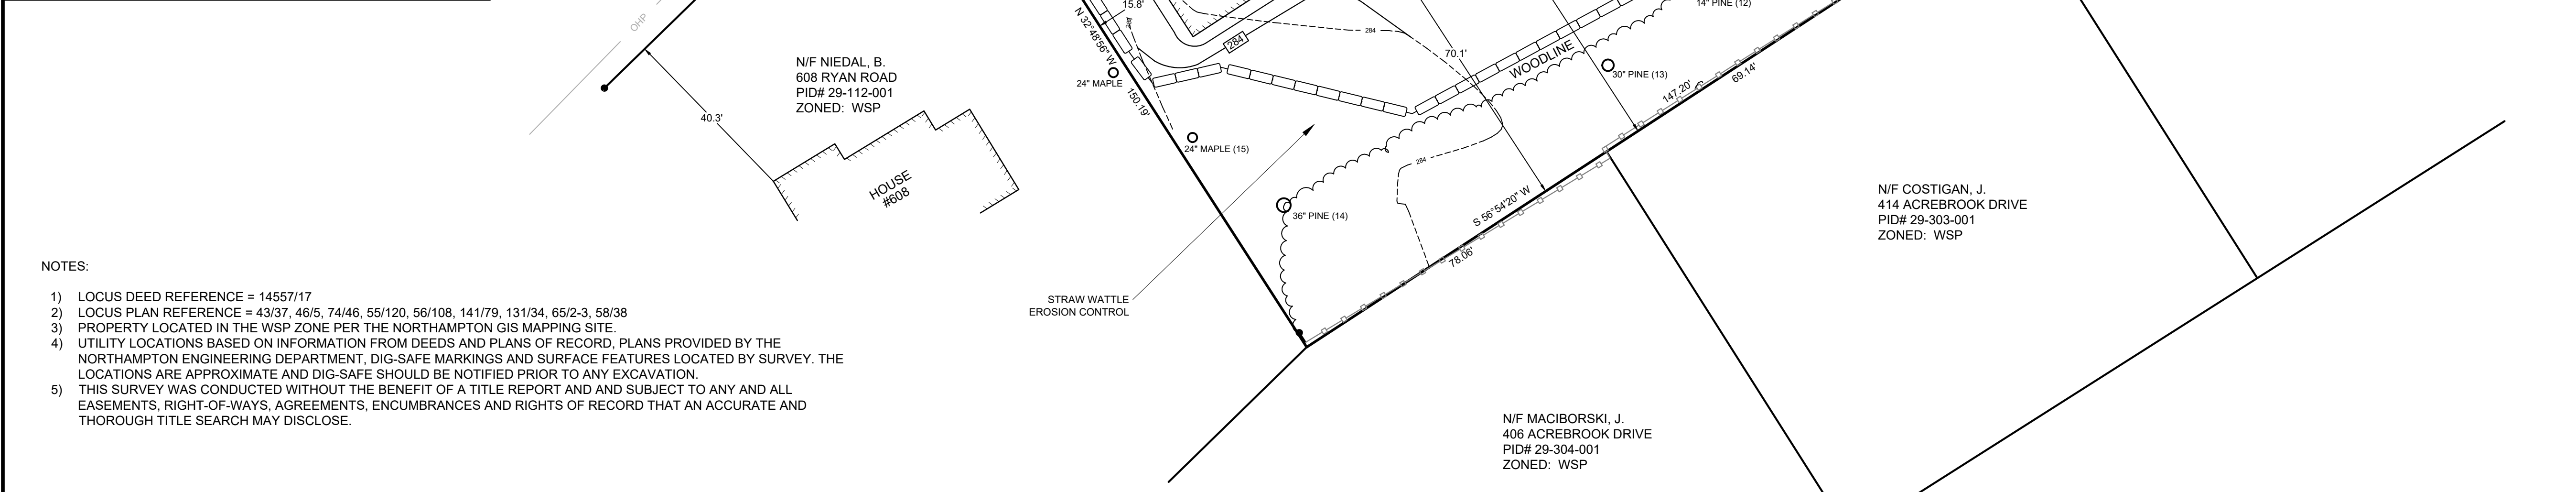 OHP
15.8'
284
N 32°48'56" W
284
284
14" PINE (12)
N/F NIEDAL, B.
608 RYAN ROAD
PID# 29-112-001
ZONED: WSP
40.3'
HOUSE
#608
24" MAPLE
150.19'
24" MAPLE (15)
70.1'
WOODLINE
30" PINE (13)
147.20'
69.14'
284
36" PINE (14)
S 56°54'20" W
78.06'
STRAW WATTLE
EROSION CONTROL
N/F COSTIGAN, J.
414 ACREBROOK DRIVE
PID# 29-303-001
ZONED: WSP
N/F MACIBORSKI, J.
406 ACREBROOK DRIVE
PID# 29-304-001
ZONED: WSP
NOTES:
1) LOCUS DEED REFERENCE = 14557/17
2) LOCUS PLAN REFERENCE = 43/37, 46/5, 74/46, 55/120, 56/108, 141/79, 131/34, 65/2-3, 58/38
3) PROPERTY LOCATED IN THE WSP ZONE PER THE NORTHAMPTON GIS MAPPING SITE.
4) UTILITY LOCATIONS BASED ON INFORMATION FROM DEEDS AND PLANS OF RECORD, PLANS PROVIDED BY THE
NORTHAMPTON ENGINEERING DEPARTMENT, DIG-SAFE MARKINGS AND SURFACE FEATURES LOCATED BY SURVEY. THE
LOCATIONS ARE APPROXIMATE AND DIG-SAFE SHOULD BE NOTIFIED PRIOR TO ANY EXCAVATION.
5) THIS SURVEY WAS CONDUCTED WITHOUT THE BENEFIT OF A TITLE REPORT AND AND SUBJECT TO ANY AND ALL
EASEMENTS, RIGHT-OF-WAYS, AGREEMENTS, ENCUMBRANCES AND RIGHTS OF RECORD THAT AN ACCURATE AND
THOROUGH TITLE SEARCH MAY DISCLOSE.